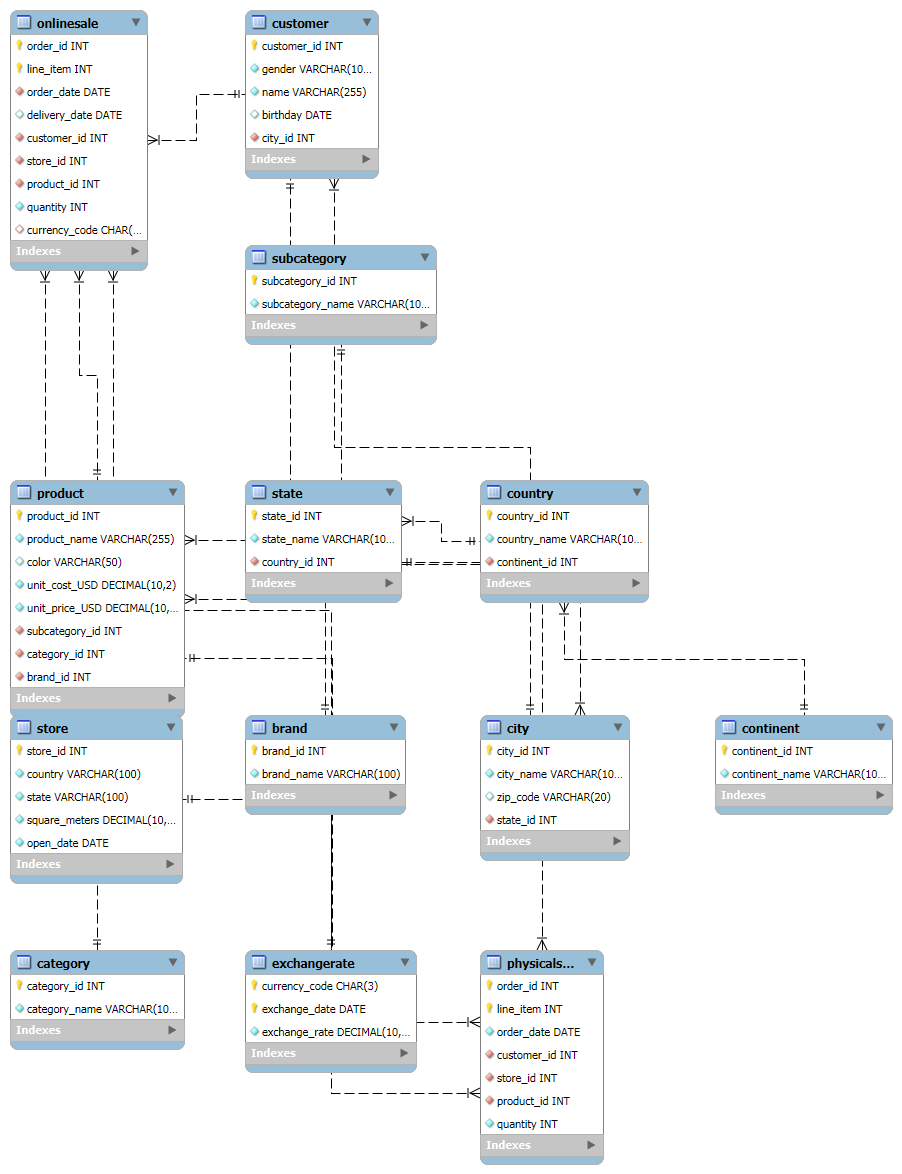 onlinesale
order_id INT
line_item INT
order_date DATE
delivery_date DATE
customer_id INT
store_id INT
product_id INT
quantity INT
currency_code CHAR(...
Indexes
customer
customer_id INT
gender VARCHAR(10...
name VARCHAR(255)
birthday DATE
city_id INT
Indexes
subcategory
subcategory_id INT
subcategory_name VARCHAR(10...
Indexes
product
product_id INT
product_name VARCHAR(255)
color VARCHAR(50)
unit_cost_USD DECIMAL(10,2)
unit_price_USD DECIMAL(10,...
subcategory_id INT
category_id INT
brand_id INT
Indexes
state
state_id INT
state_name VARCHAR(10...
country_id INT
Indexes
country
country_id INT
country_name VARCHAR(10...
continent_id INT
Indexes
store
store_id INT
country VARCHAR(100)
state VARCHAR(100)
square_meters DECIMAL(10,...
open_date DATE
Indexes
brand
brand_id INT
brand_name VARCHAR(100)
Indexes
city
city_id INT
city_name VARCHAR(10...
zip_code VARCHAR(20)
state_id INT
Indexes
continent
continent_id INT
continent_name VARCHAR(10...
Indexes
category
category_id INT
category_name VARCHAR(10...
Indexes
exchangerate
currency_code CHAR(3)
exchange_date DATE
exchange_rate DECIMAL(10,...
Indexes
physicals...
order_id INT
line_item INT
order_date DATE
customer_id INT
store_id INT
product_id INT
quantity INT
Indexes